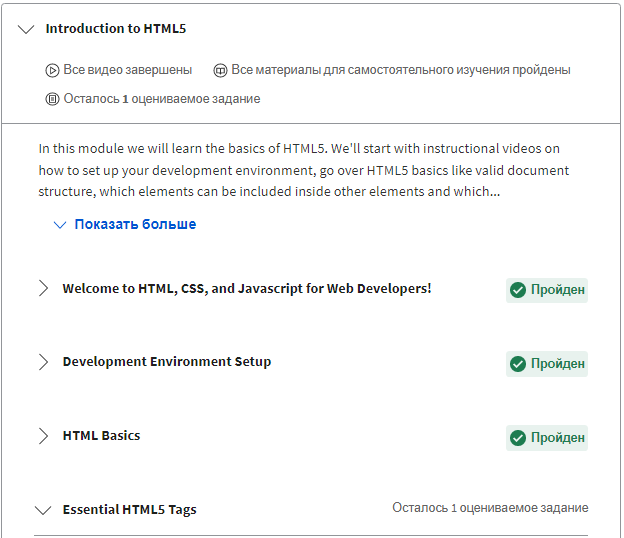 Introduction to HTML5
Все видео завершены Все материалы для самостоятельного изучения пройдены
Осталось 1 оцениваемое задание
In this module we will learn the basics of HTML5. We'll start with instructional videos on
how to set up your development environment, go over HTML5 basics like valid document
structure, which elements can be included inside other elements and which...
Показать больше
Welcome to HTML, CSS, and Javascript for Web Developers! Пройден
Development Environment Setup Пройден
HTML Basics Пройден
Essential HTML5 Tags Осталось 1 оцениваемое задание